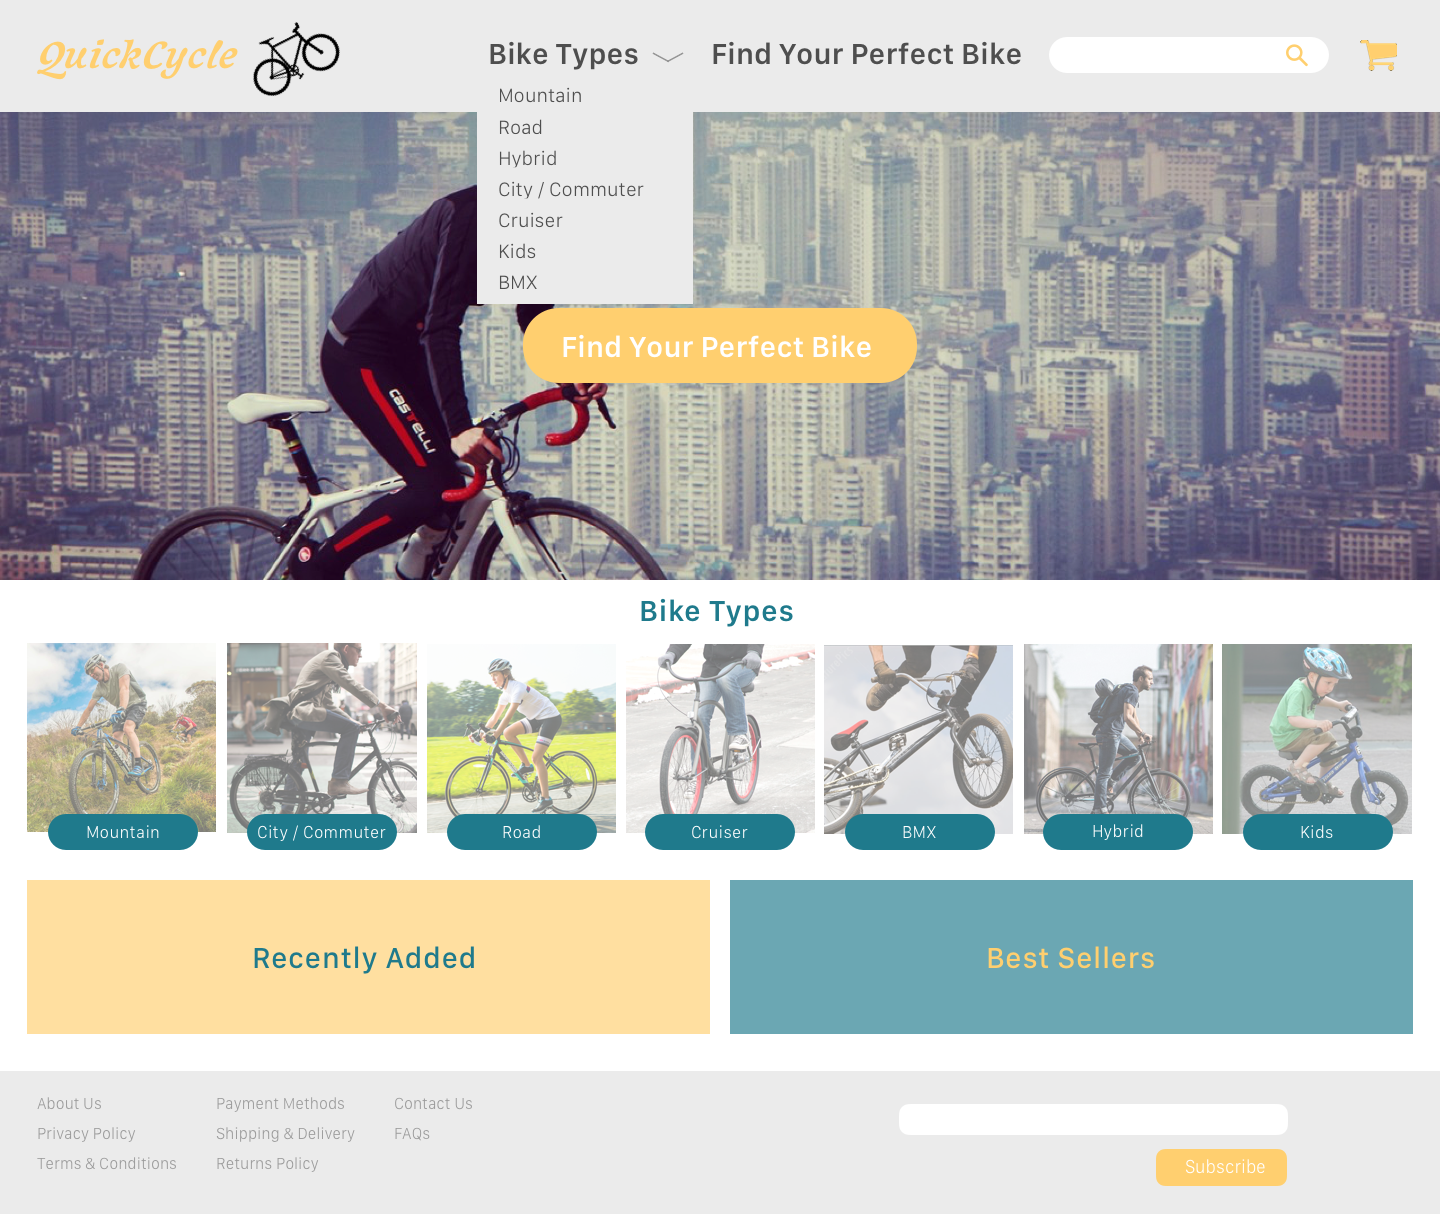 QuickCycle
Bike Types
Find Your Perfect Bike
Mountain
Road
Hybrid
City / Commuter
Cruiser
Kids
BMX
Find Your Perfect Bike
castelli
Bike Types
Mountain
City / Commuter
Road
Cruiser
BMX
Hybrid
Kids
Recently Added
Best Sellers
About Us
Privacy Policy
Terms & Conditions
Payment Methods
Shipping & Delivery
Returns Policy
Contact Us
FAQs
Subscribe